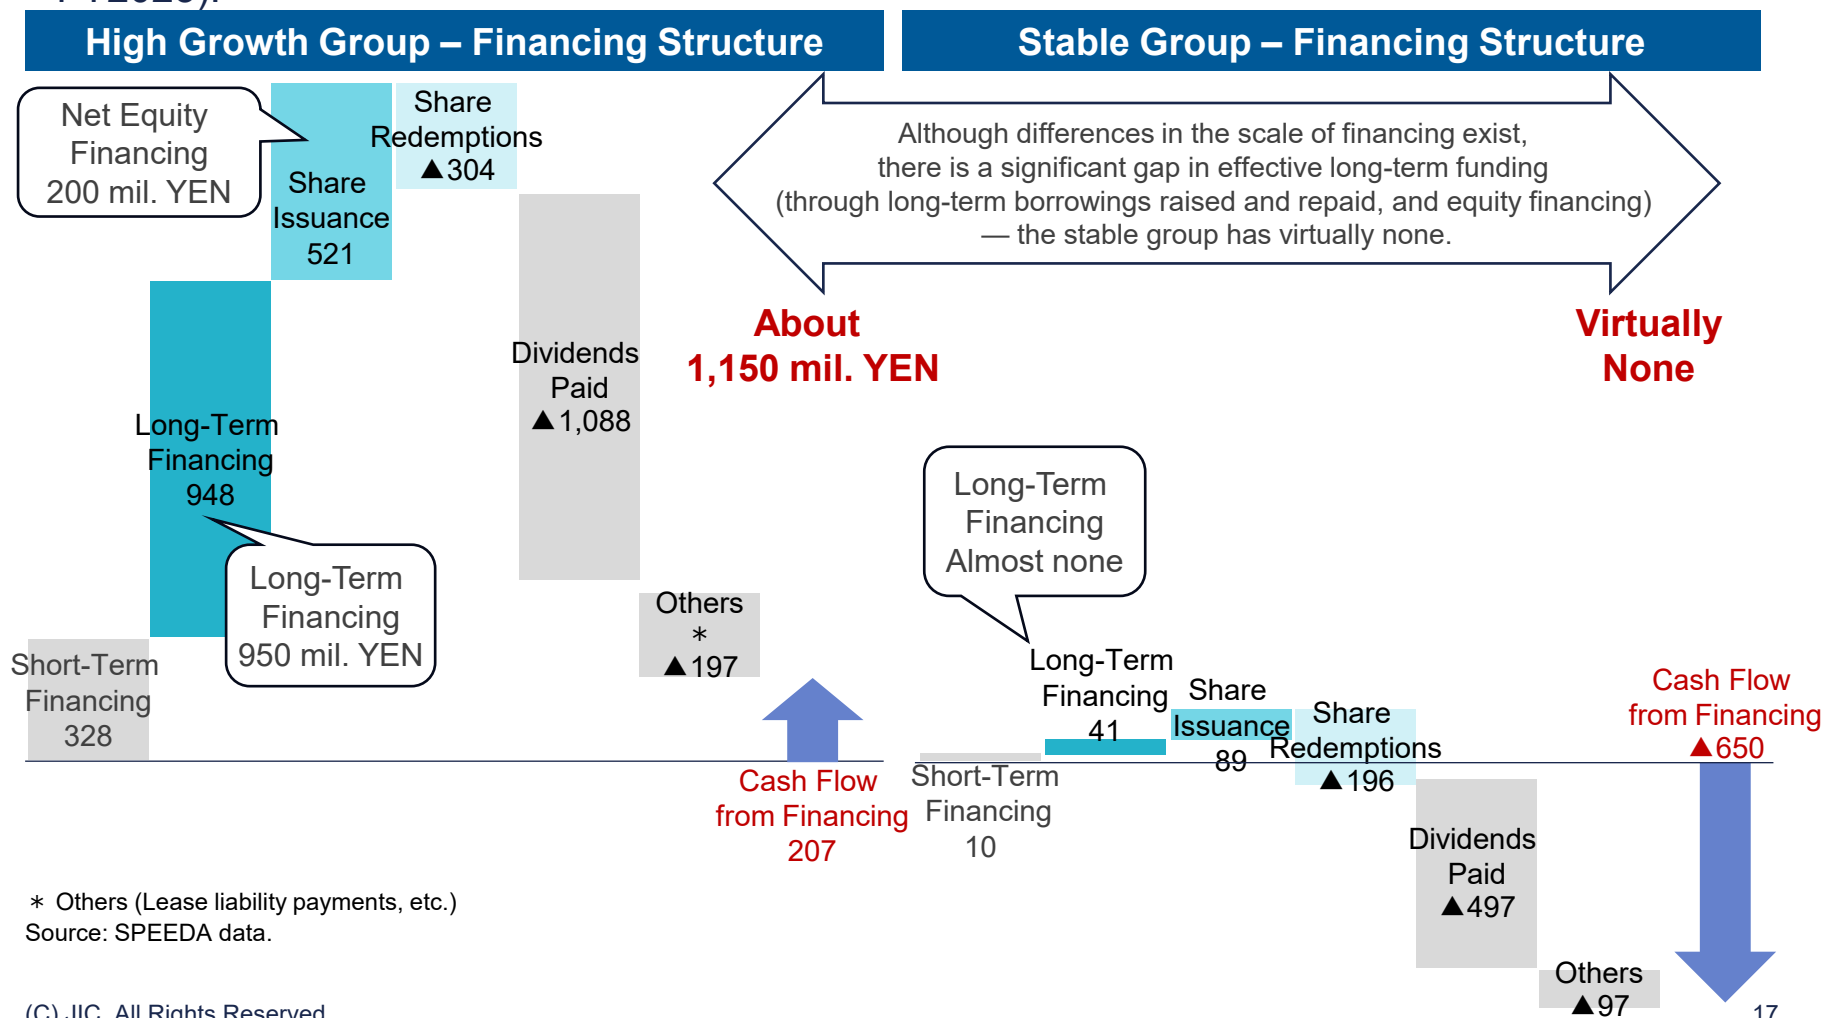 High Growth Group – Financing Structure
Stable Group – Financing Structure
Net Equity
Financing
200 mil. YEN
Share
Issuance
521
Share
Redemptions
▲304
Although differences in the scale of financing exist,
there is a significant gap in effective long-term funding
(through long-term borrowings raised and repaid, and equity financing)
— the stable group has virtually none.
About
1,150 mil. YEN
Virtually
None
Dividends
Paid
▲1,088
Long-Term
Financing
948
Long-Term
Financing
950 mil. YEN
Short-Term
Financing
328
Others
*
▲197
Cash Flow
from Financing
207
Long-Term
Financing
Almost none
Long-Term
Financing
41
Share
Issuance
89
Share
Redemptions
▲196
Short-Term
Financing
10
Dividends
Paid
▲497
Others
▲97
Cash Flow
from Financing
▲650
* Others (Lease liability payments, etc.)
Source: SPEEDA data.
(C) JIC. All Rights Reserved
17